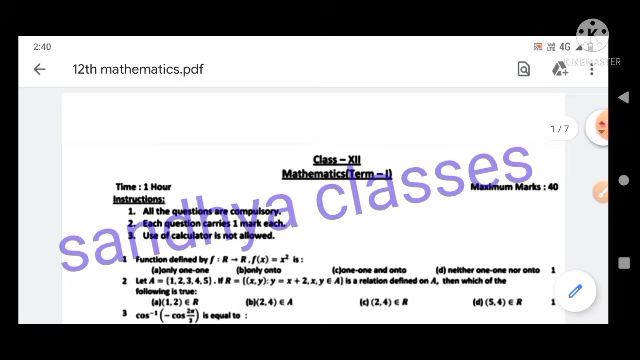 2:40
4G
KINEMASTER
12th mathematics.pdf
1 / 7
Class – XII
Mathematics(Term – I)
Time : 1 Hour
Maximum Marks : 40
Instructions:
1. All the questions are compulsory.
2. Each question carries 1 mark each.
3. Use of calculator is not allowed.
sandhya classes
1 Function defined by f : R → R, f(x) = x² is :
(a)only one-one (b)only onto (c)one-one and onto (d) neither one-one nor onto 1
2 Let A = {1,2,3,4,5}. If R = {(x,y): y = x + 2, x, y ∈ A} is a relation defined on A, then which of the
following is true:
(a)(1,2) ∈ R (b)(2,4) ∈ A (c) (2,4) ∈ R (d) (5,4) ∈ R 1
3 cos⁻¹(−cos 2π/3) is equal to :